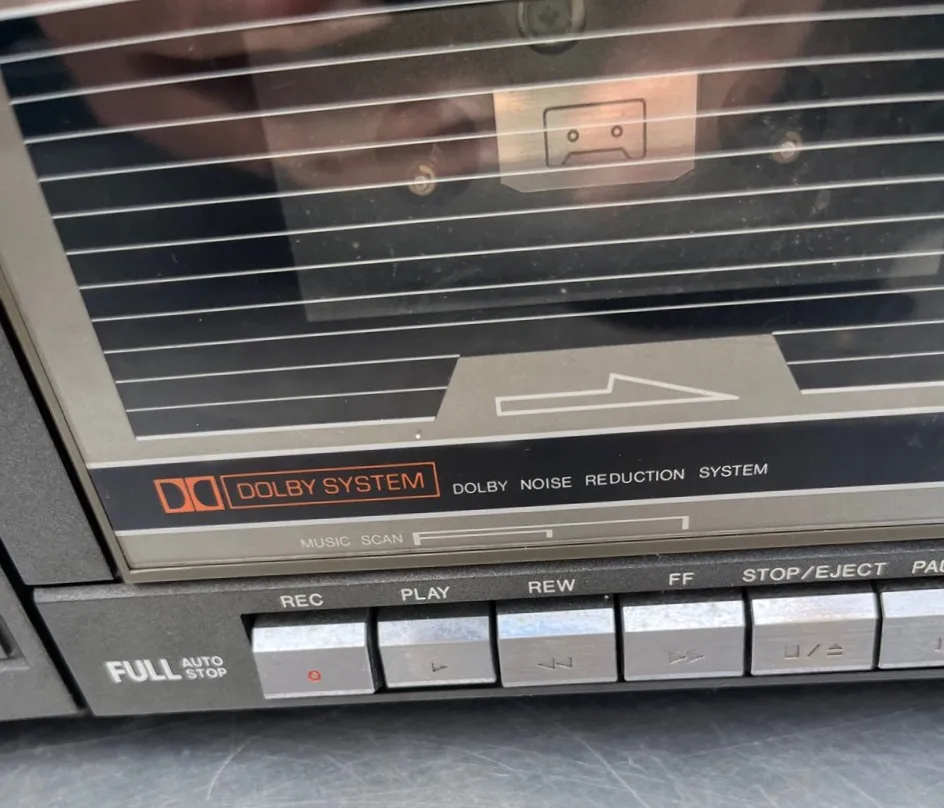 DOLBY SYSTEM
DOLBY NOISE REDUCTION SYSTEM
MUSIC SCAN
REC PLAY REW FF STOP/EJECT
FULL AUTO STOP